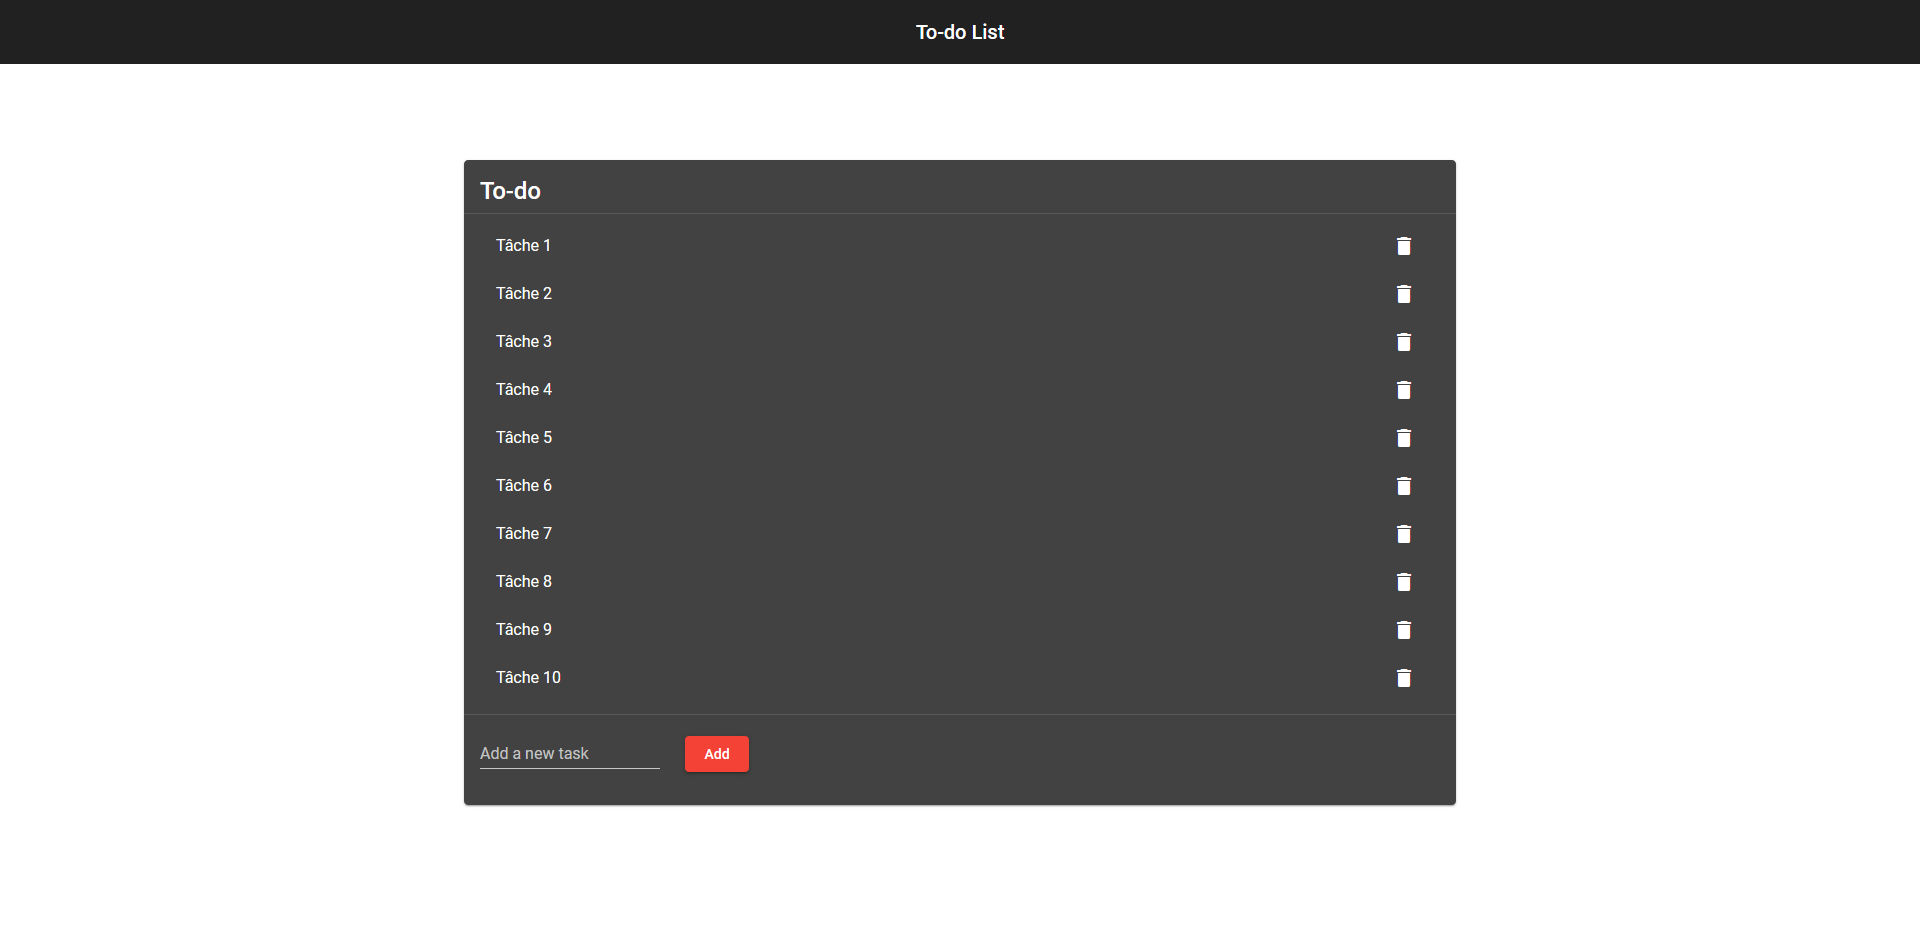 To-do List
To-do
Tâche 1
Tâche 2
Tâche 3
Tâche 4
Tâche 5
Tâche 6
Tâche 7
Tâche 8
Tâche 9
Tâche 10
Add a new task Add